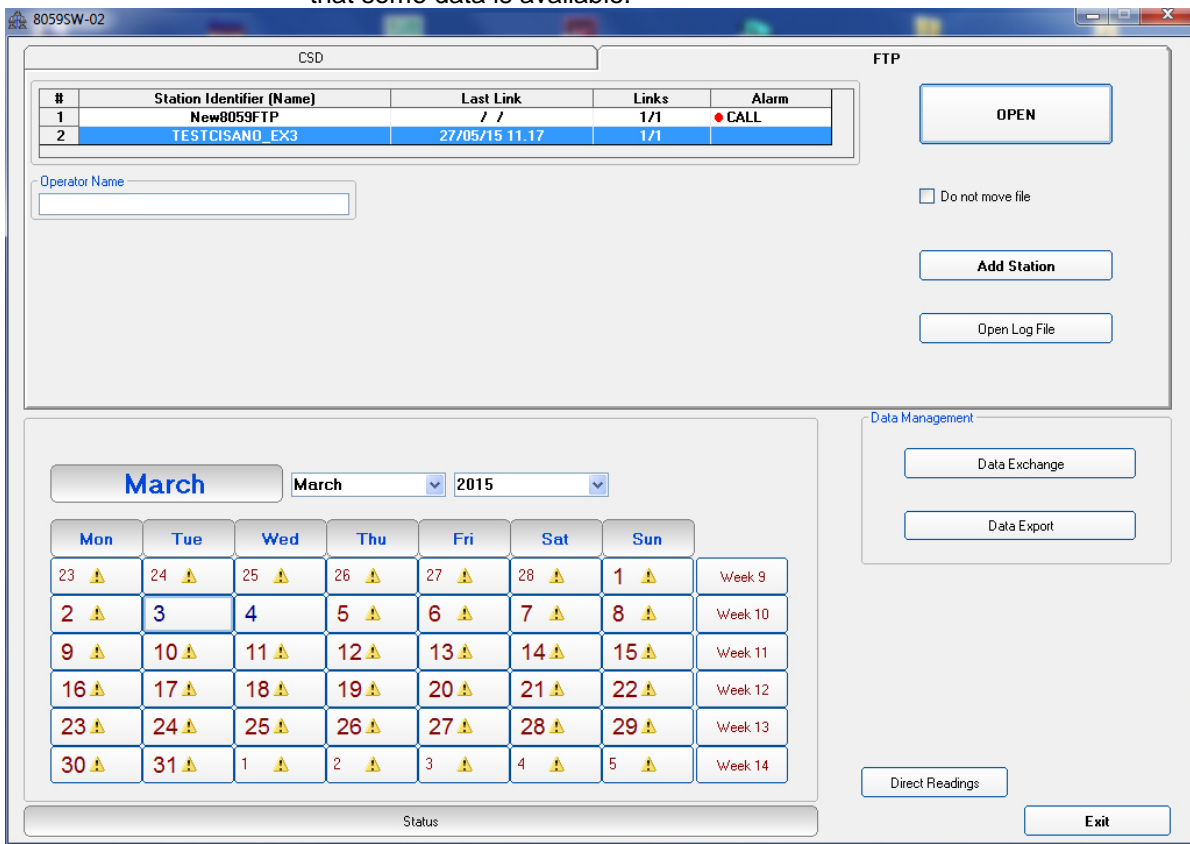 that some data is available.
8059SW-02
CSD FTP
# Station Identifier (Name) Last Link Links Alarm
1 New8059FTP / / 1/1 CALL
2 TESTCISANO_EX3 27/05/15 11.17 1/1
OPEN
Operator Name
Do not move file
Add Station
Open Log File
Data Management
Data Exchange
Data Export
March March 2015
Mon Tue Wed Thu Fri Sat Sun
23 24 25 26 27 28 1 Week 9
2 3 4 5 6 7 8 Week 10
9 10 11 12 13 14 15 Week 11
16 17 18 19 20 21 22 Week 12
23 24 25 26 27 28 29 Week 13
30 31 1 2 3 4 5 Week 14
Direct Readings
Status
Exit